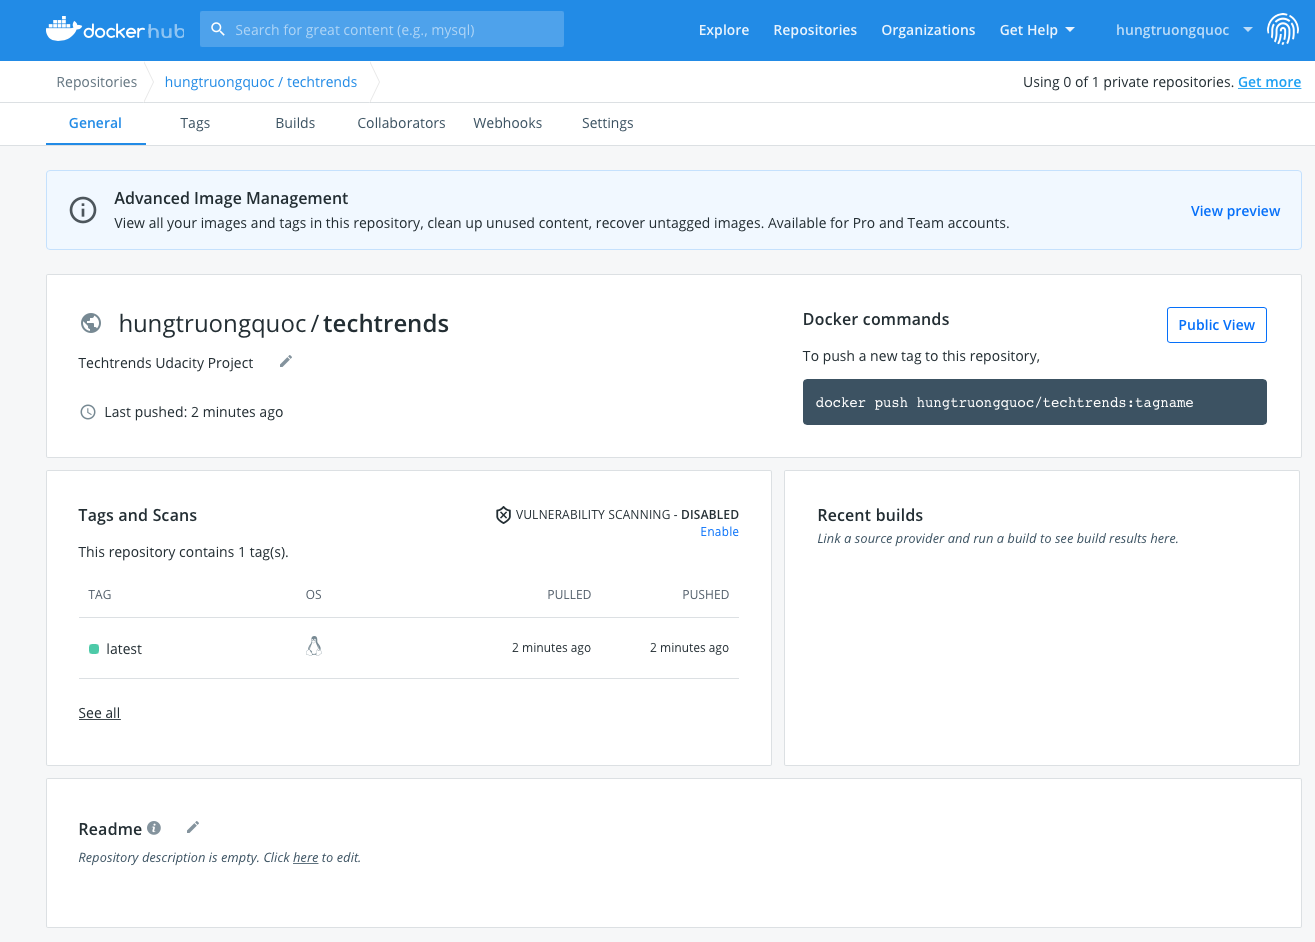 docker hub
Search for great content (e.g., mysql)
Explore
Repositories
Organizations
Get Help
hungtruongquoc
Repositories
hungtruongquoc / techtrends
Using 0 of 1 private repositories. Get more
General
Tags
Builds
Collaborators
Webhooks
Settings
Advanced Image Management
View all your images and tags in this repository, clean up unused content, recover untagged images. Available for Pro and Team accounts.
View preview
hungtruongquoc / techtrends
Techtrends Udacity Project
Last pushed: 2 minutes ago
Docker commands
Public View
To push a new tag to this repository,
docker push hungtruongquoc/techtrends:tagname
Tags and Scans
VULNERABILITY SCANNING - DISABLED
Enable
This repository contains 1 tag(s).
TAG
OS
PULLED
PUSHED
latest
2 minutes ago
2 minutes ago
See all
Recent builds
Link a source provider and run a build to see build results here.
Readme
Repository description is empty. Click here to edit.